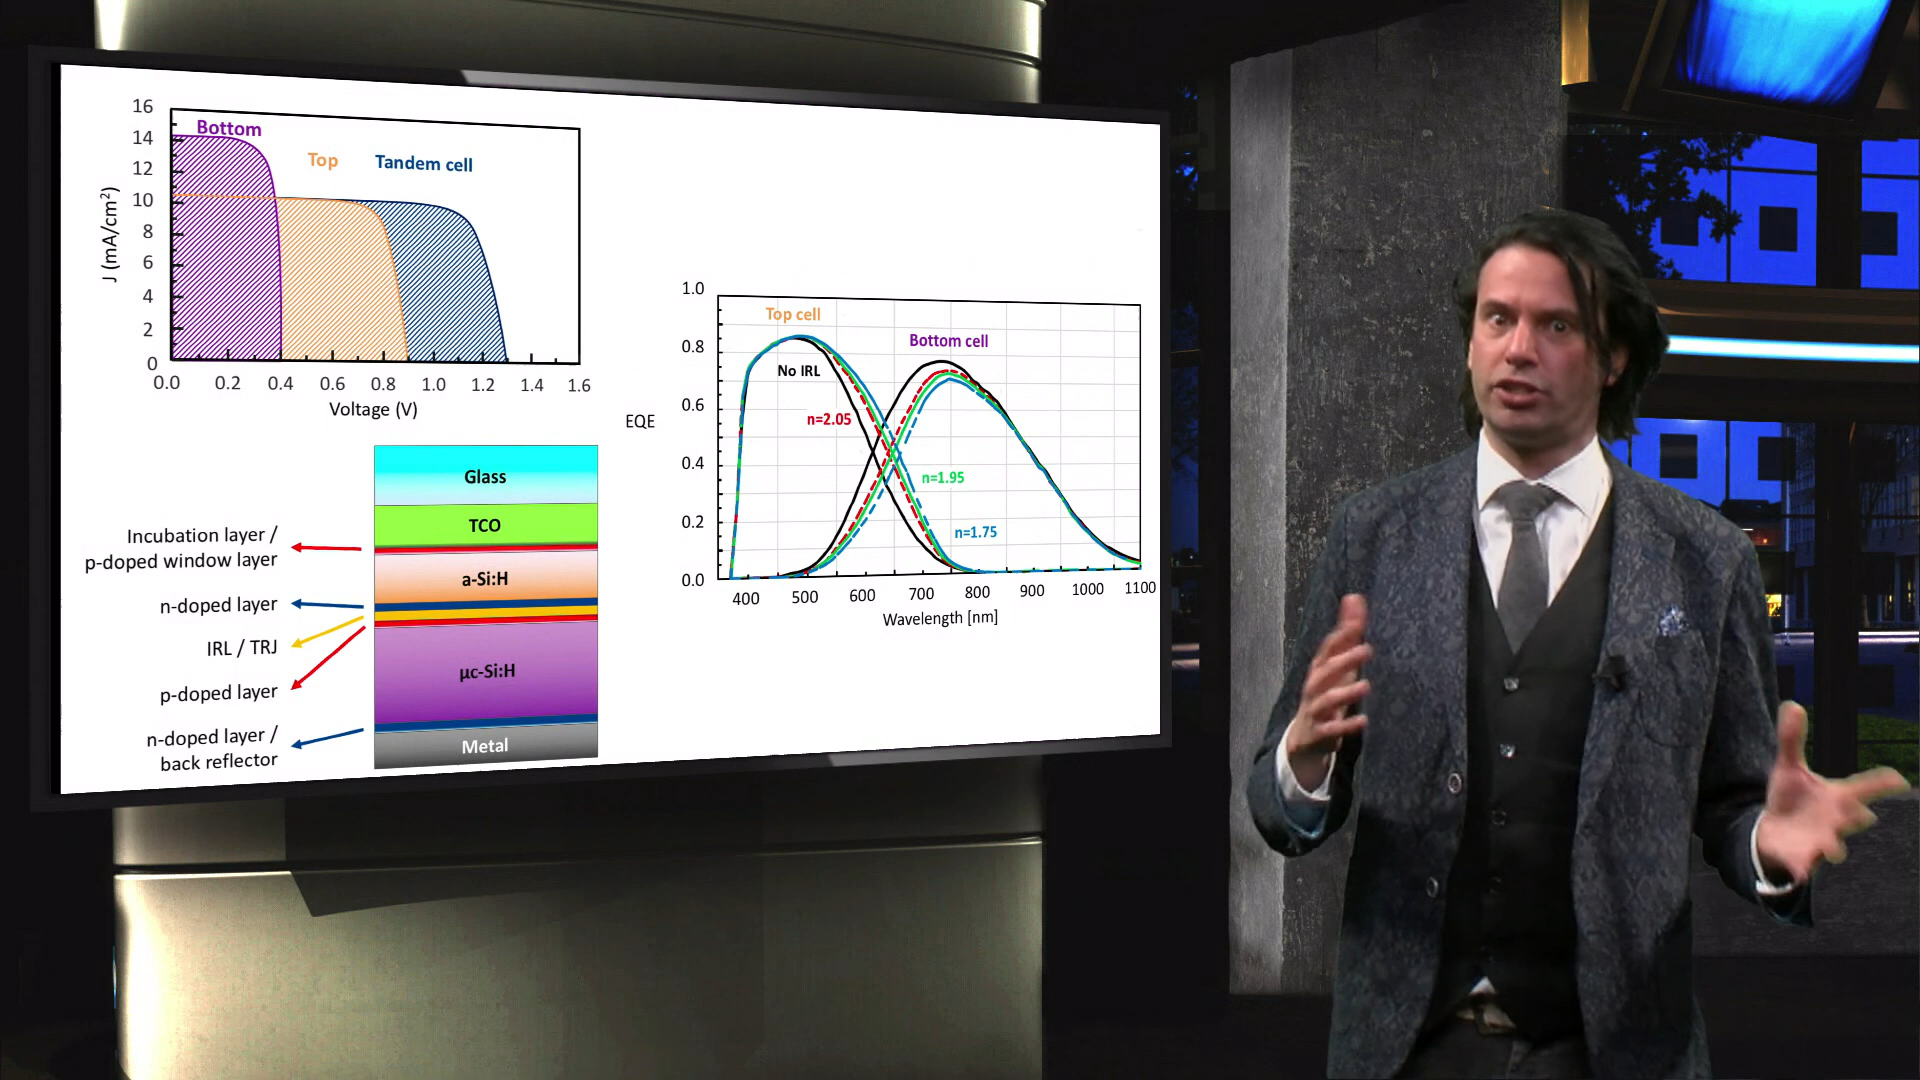 16
14
12
10
8
6
4
2
0
J (mA/cm²)
Bottom
Top
Tandem cell
0.0 0.2 0.4 0.6 0.8 1.0 1.2 1.4 1.6
Voltage (V)
Glass
TCO
a-Si:H
µc-Si:H
Metal
Incubation layer /
p-doped window layer
n-doped layer
IRL / TRJ
p-doped layer
n-doped layer /
back reflector
1.0
0.8
0.6
0.4
0.2
0.0
EQE
Top cell
Bottom cell
No IRL
n=2.05
n=1.95
n=1.75
400 500 600 700 800 900 1000 1100
Wavelength [nm]